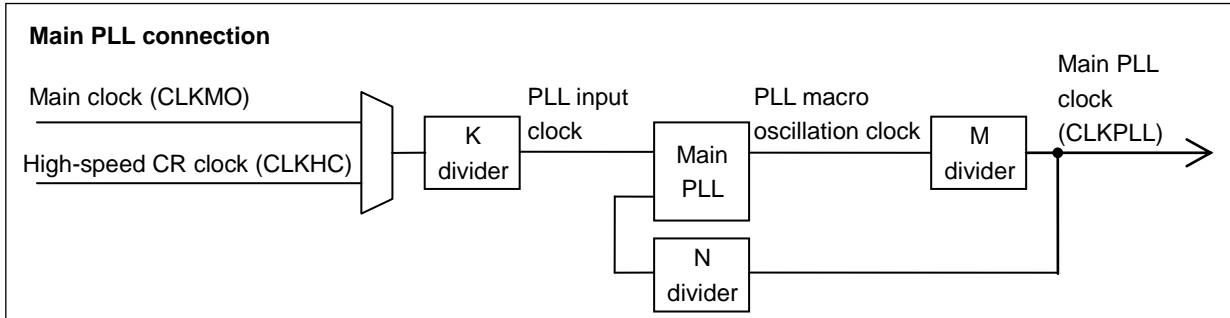 Main PLL connection
Main clock (CLKMO)
High-speed CR clock (CLKHC)
K
divider
PLL input
clock
Main
PLL
PLL macro
oscillation clock
M
divider
Main PLL
clock
(CLKPLL)
N
divider